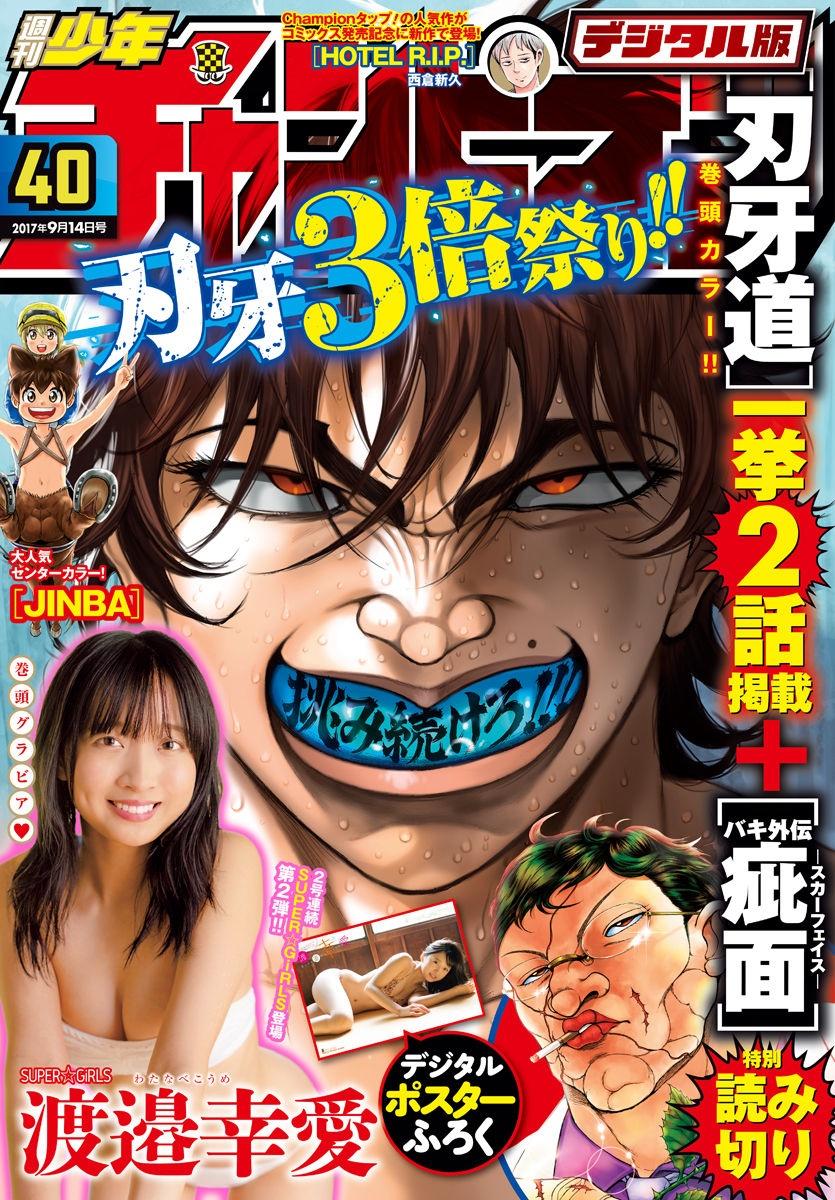 週刊
少年
チャンピオン
Championタップ!の人気作が
コミックス発売記念に新作で登場!
[HOTEL R.I.P.]
西倉新久
デジタル版
40
2017年9月14日号
刃牙3倍祭り!!
[刃牙道]
巻頭カラー!!
一挙2話掲載
+
バキ外伝
[疵面]
―スカーフェイス―
特別
読み
切り
大人気
センターカラー!
[JINBA]
挑み続けろ!!!
巻頭グラビア♥
2号連続
SUPER☆GiRLS登場
第2弾!!
デジタル
ポスター
ふろく
SUPER☆GiRLS
わたなべこうめ
渡邉幸愛